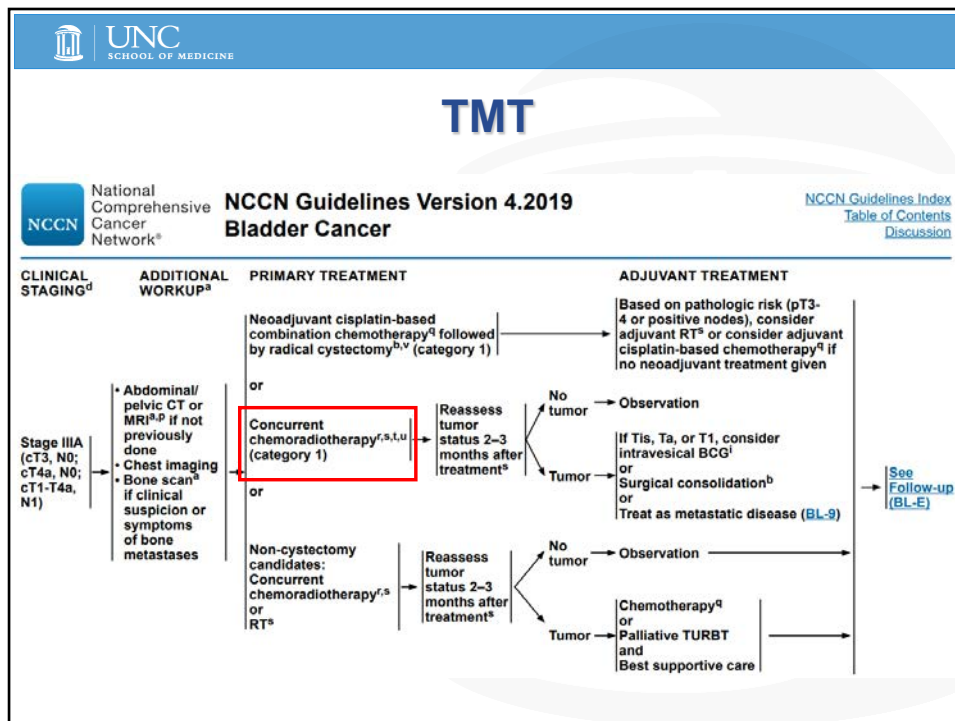 UNC
SCHOOL OF MEDICINE
TMT
NCCN
National
Comprehensive
Cancer
Network®
NCCN Guidelines Version 4.2019
Bladder Cancer
NCCN Guidelines Index
Table of Contents
Discussion
CLINICAL
STAGINGd
ADDITIONAL
WORKUPa
PRIMARY TREATMENT
ADJUVANT TREATMENT
Stage IIIA
(cT3, N0;
cT4a, N0;
cT1-T4a,
N1)
• Abdominal/
pelvic CT or
MRIa,p if not
previously
done
• Chest imaging
• Bone scana
if clinical
suspicion or
symptoms
of bone
metastases
Neoadjuvant cisplatin-based
combination chemotherapyq followed
by radical cystectomyb,v (category 1)
Based on pathologic risk (pT3-
4 or positive nodes), consider
adjuvant RTs or consider adjuvant
cisplatin-based chemotherapyq if
no neoadjuvant treatment given
or
Concurrent
chemoradiotherapyr,s,t,u
(category 1)
Reassess
tumor
status 2–3
months after
treatments
No
tumor
Observation
Tumor
If Tis, Ta, or T1, consider
intravesical BCGi
or
Surgical consolidationb
or
Treat as metastatic disease (BL-9)
or
Non-cystectomy
candidates:
Concurrent
chemoradiotherapyr,s
or
RTs
Reassess
tumor
status 2–3
months after
treatments
No
tumor
Observation
Tumor
Chemotherapyq
or
Palliative TURBT
and
Best supportive care
See
Follow-up
(BL-E)